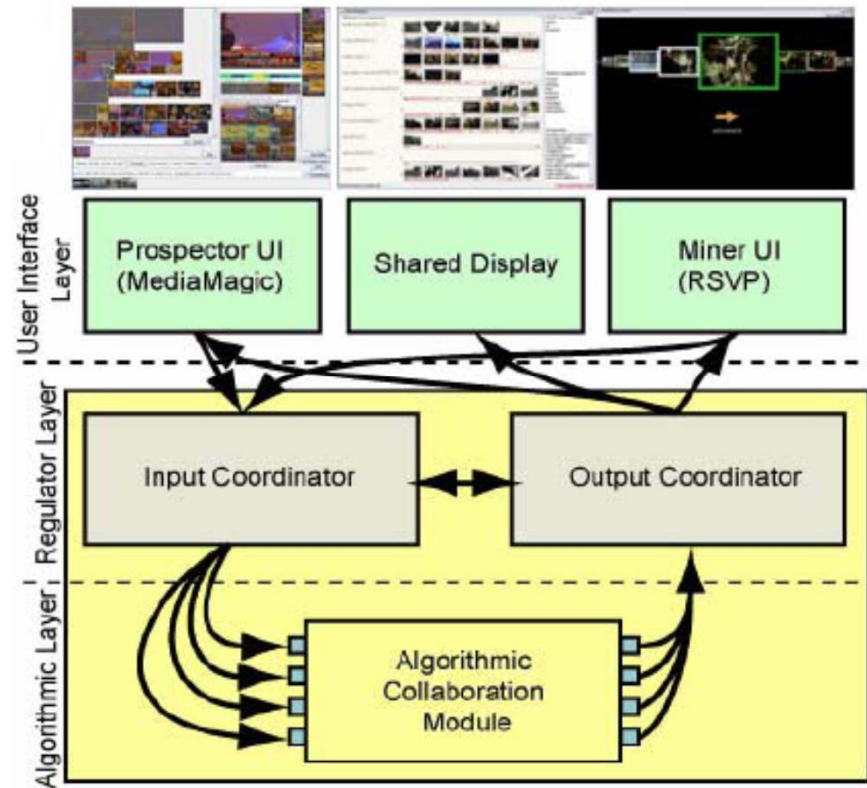 User Interface
Layer
Prospector UI
(MediaMagic)
Shared Display
Miner UI
(RSVP)
Regulator Layer
Input Coordinator
Output Coordinator
Algorithmic Layer
Algorithmic
Collaboration
Module